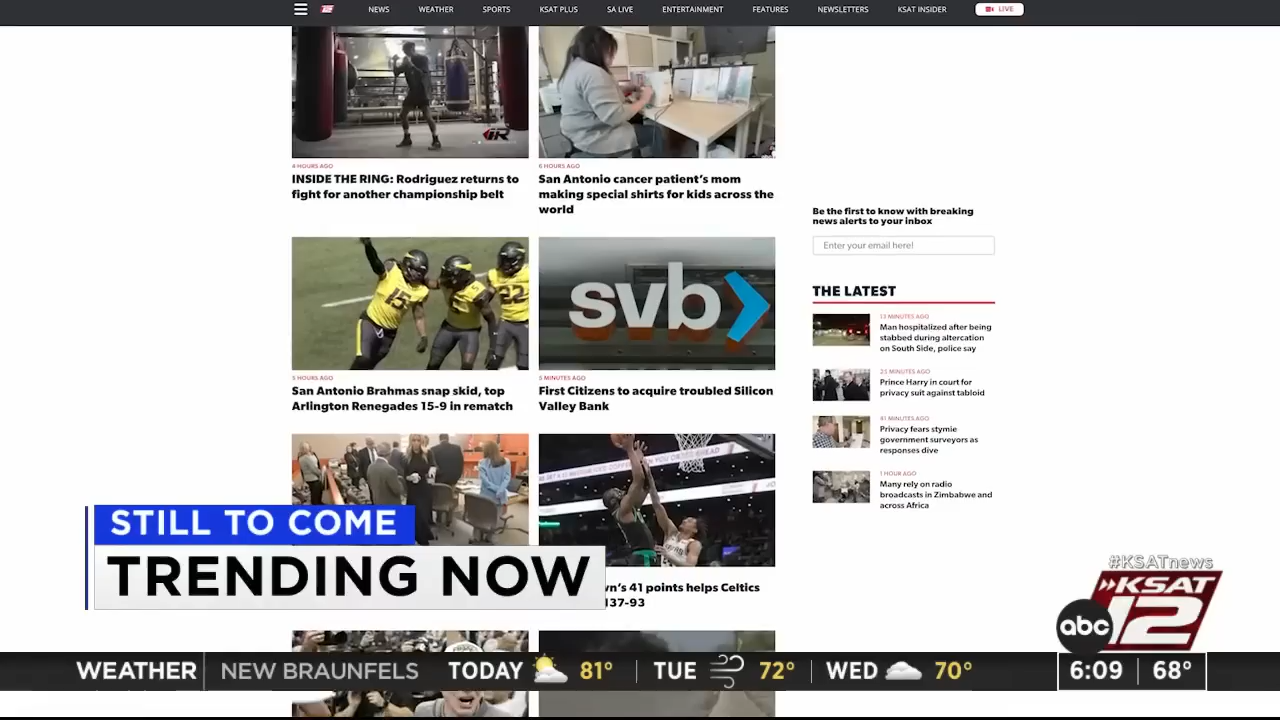 NEWS
WEATHER
SPORTS
KSAT PLUS
SA LIVE
ENTERTAINMENT
FEATURES
NEWSLETTERS
KSAT INSIDER
LIVE
4 HOURS AGO
INSIDE THE RING: Rodriguez returns to
fight for another championship belt
6 HOURS AGO
San Antonio cancer patient's mom
making special shirts for kids across the
world
Be the first to know with breaking
news alerts to your inbox
Enter your email here!
svb
5 HOURS AGO
San Antonio Brahmas snap skid, top
Arlington Renegades 15-9 in rematch
5 MINUTES AGO
First Citizens to acquire troubled Silicon
Valley Bank
THE LATEST
13 MINUTES AGO
Man hospitalized after being
stabbed during altercation
on South Side, police say
25 MINUTES AGO
Prince Harry in court for
privacy suit against tabloid
41 MINUTES AGO
Privacy fears stymie
government surveyors as
responses dive
1 HOUR AGO
Many rely on radio
broadcasts in Zimbabwe and
across Africa
41 points helps Celtics
137-93
STILL TO COME
TRENDING NOW
#KSATnews
KSAT
12
abc
WEATHER
NEW BRAUNFELS
TODAY 81°
TUE 72°
WED 70°
6:09 68°